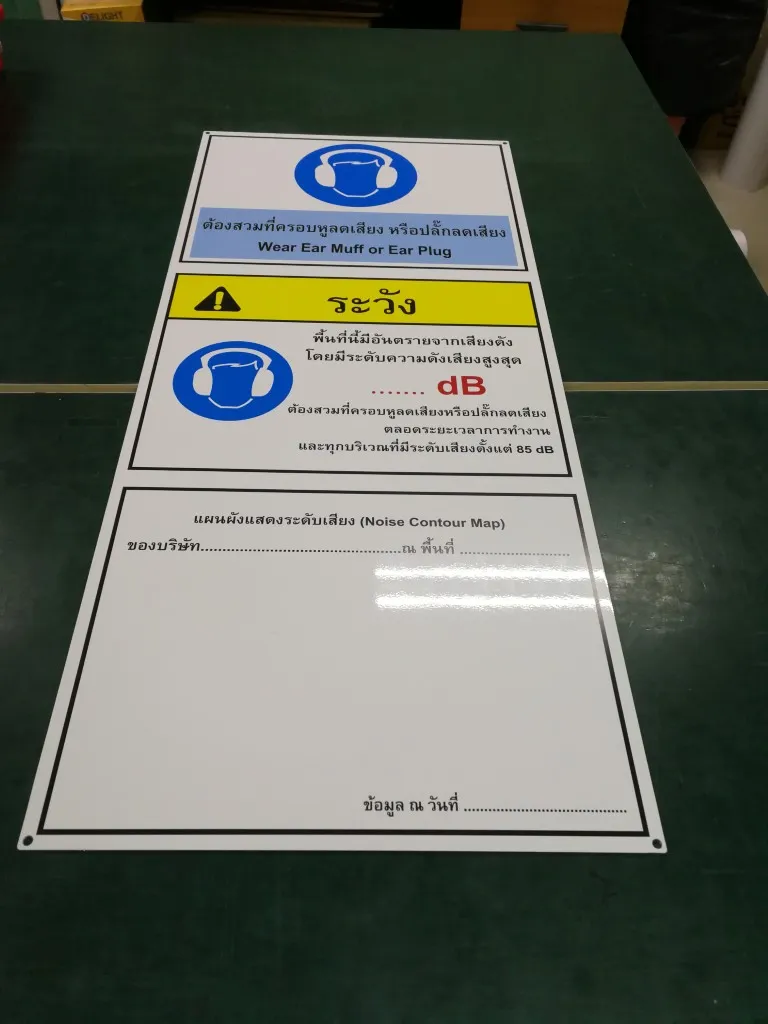 DELIGHT
ต้องสวมที่ครอบหูลดเสียง หรือปลั๊กลดเสียง
Wear Ear Muff or Ear Plug
ระวัง
พื้นที่นี้มีอันตรายจากเสียงดัง
โดยมีระดับความดังเสียงสูงสุด
....... dB
ต้องสวมที่ครอบหูลดเสียงหรือปลั๊กลดเสียง
ตลอดระยะเวลาการทำงาน
และทุกบริเวณที่มีระดับเสียงตั้งแต่ 85 dB
แผนผังแสดงระดับเสียง (Noise Contour Map)
ของบริษัท..............................................ณ พื้นที่ .........................
ข้อมูล ณ วันที่ ......................................